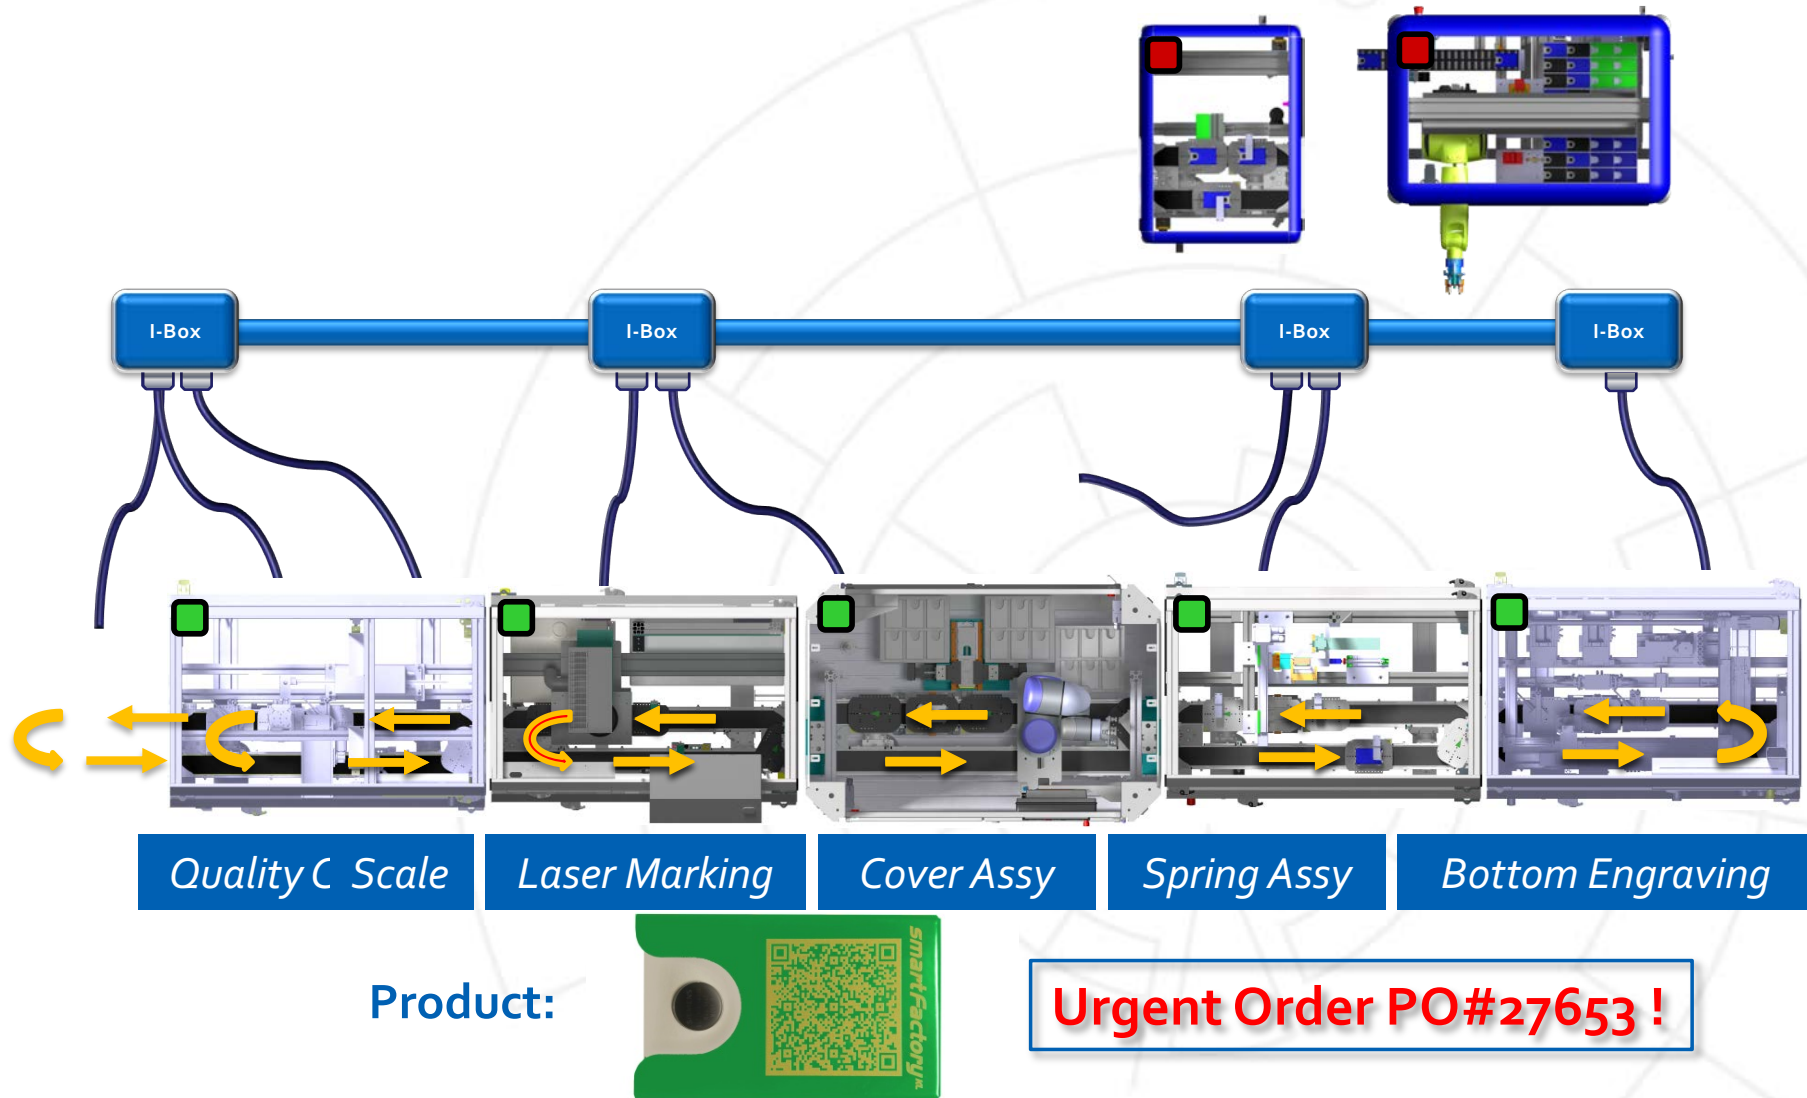 I-Box
I-Box
I-Box
I-Box
Quality C Scale
Laser Marking
Cover Assy
Spring Assy
Bottom Engraving
Product:
smartFactory KL
Urgent Order PO#27653 !